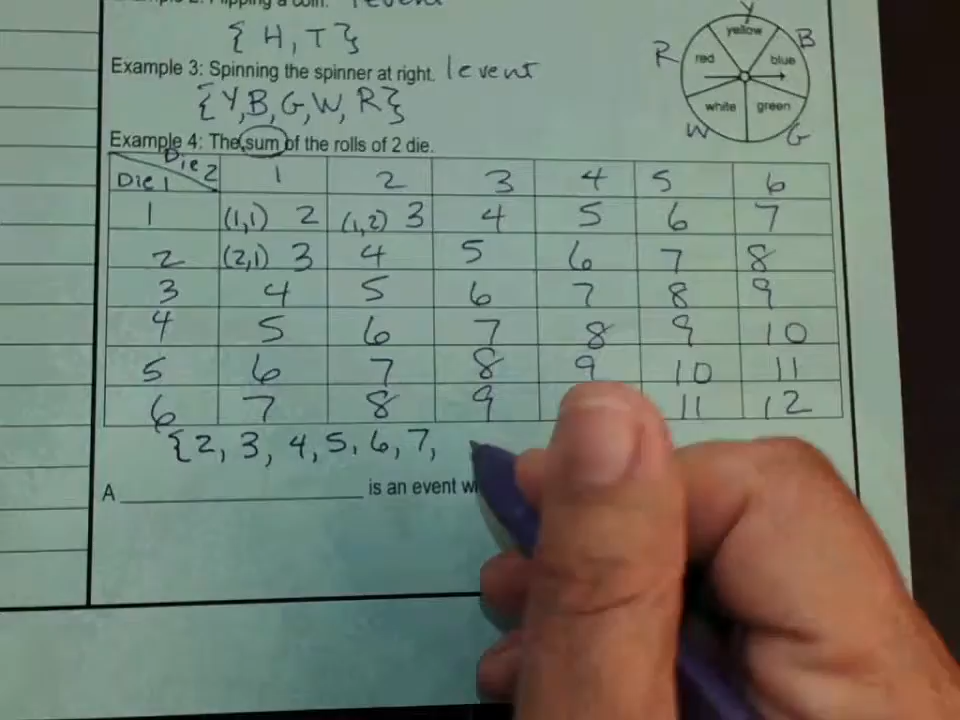 Example 2: Flipping a coin. 1 event
{ H, T }
Example 3: Spinning the spinner at right. 1 event
{ Y, B, G, W, R }
Y
yellow
B
R
red
blue
white
green
W
G
Example 4: The sum of the rolls of 2 die.
Die 2
Die 1 1 2 3 4 5 6
1 (1,1) 2 (1,2) 3 4 5 6 7
2 (2,1) 3 4 5 6 7 8
3 4 5 6 7 8 9
4 5 6 7 8 9 10
5 6 7 8 9 10 11
6 7 8 9 11 12
{2, 3, 4, 5, 6, 7,
A ____________ is an event